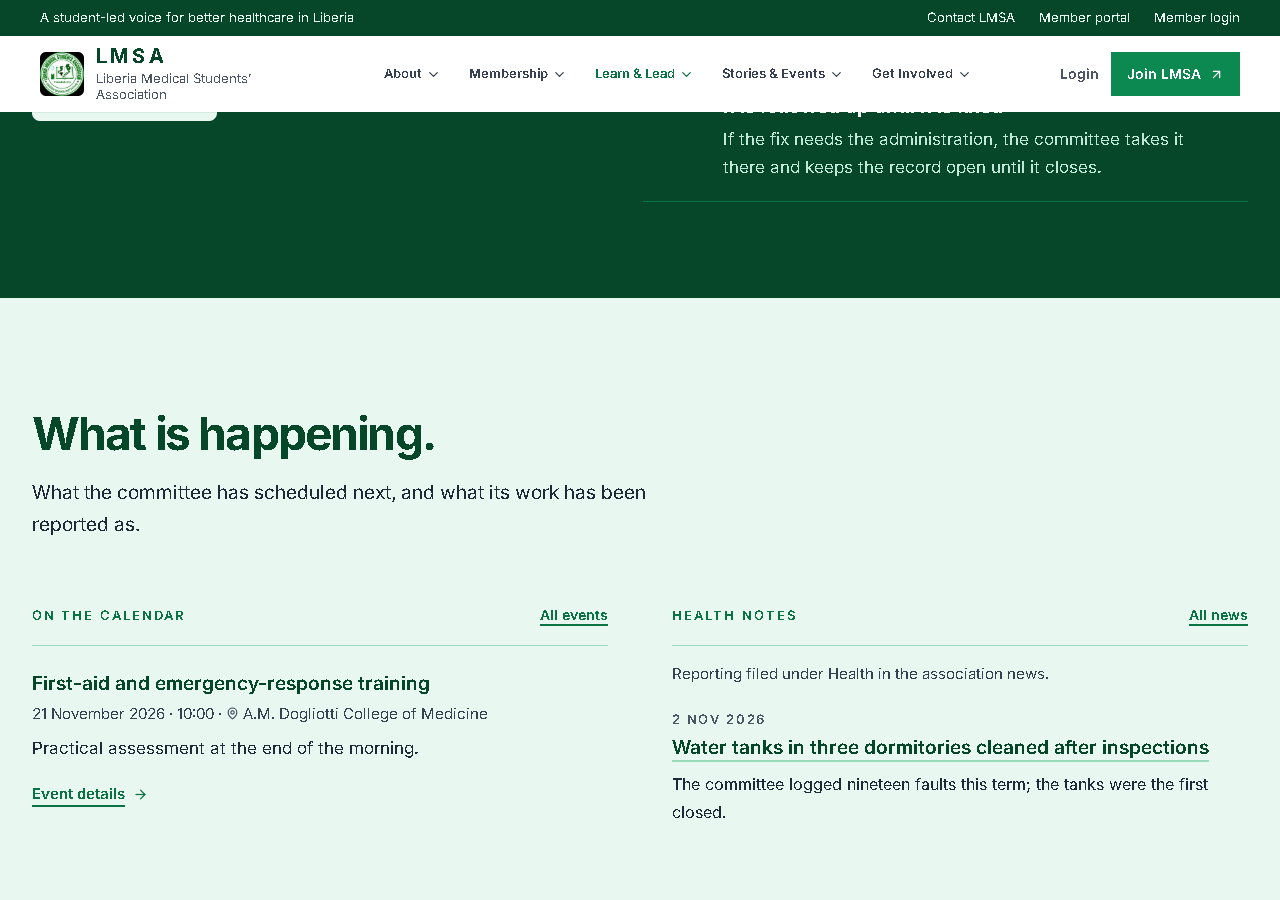 A student-led voice for better healthcare in Liberia
Contact LMSA
Member portal
Member login
LMSA
Liberia Medical Students’
Association
About
Membership
Learn & Lead
Stories & Events
Get Involved
Login
Join LMSA
If the fix needs the administration, the committee takes it
there and keeps the record open until it closes.
What is happening.
What the committee has scheduled next, and what its work has been
reported as.
ON THE CALENDAR
All events
First-aid and emergency-response training
21 November 2026 · 10:00 · A.M. Dogliotti College of Medicine
Practical assessment at the end of the morning.
Event details
HEALTH NOTES
All news
Reporting filed under Health in the association news.
2 NOV 2026
Water tanks in three dormitories cleaned after inspections
The committee logged nineteen faults this term; the tanks were the first
closed.